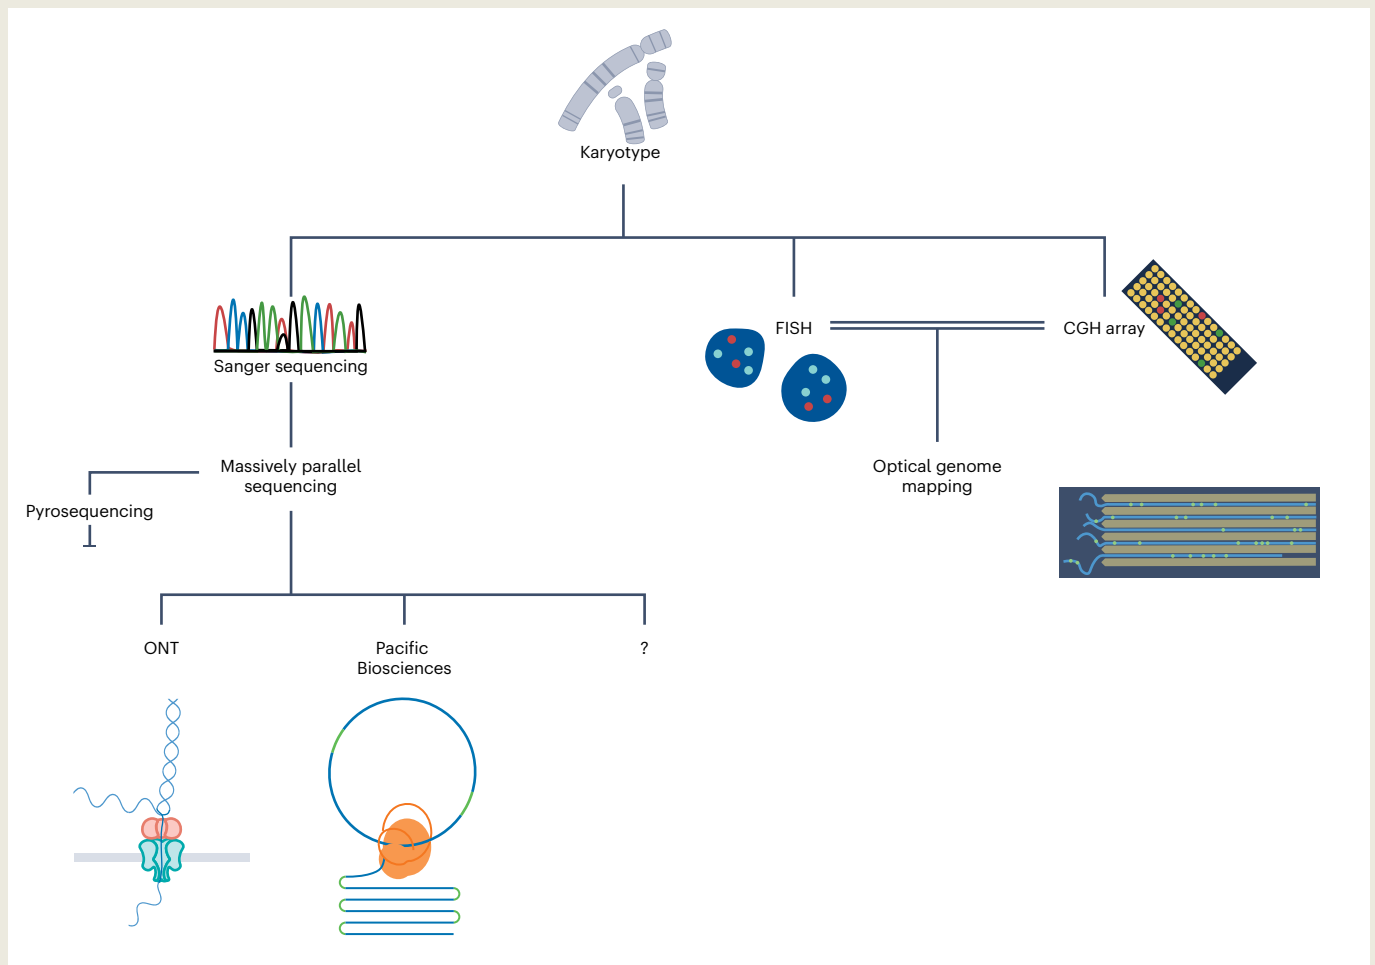 Karyotype
Sanger sequencing
FISH
CGH array
Massively parallel
sequencing
Optical genome
mapping
Pyrosequencing
ONT
Pacific
Biosciences
?